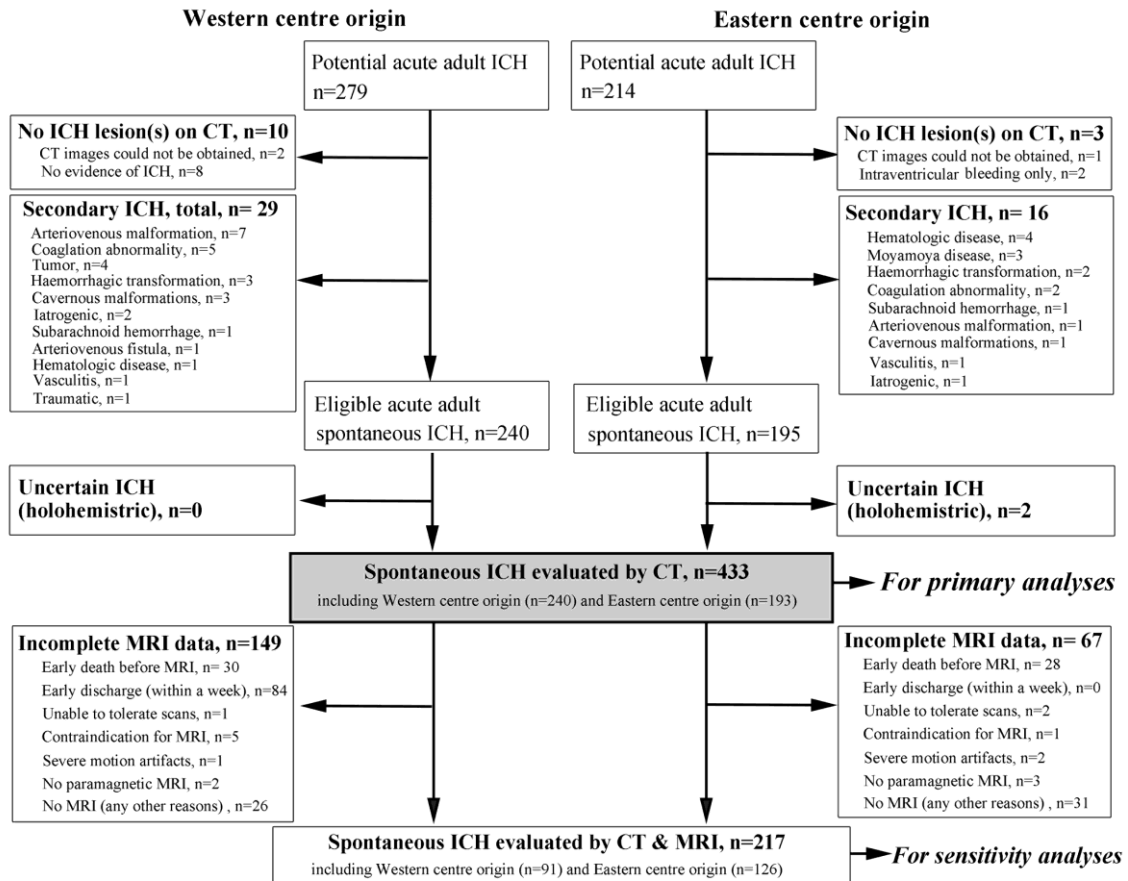 Western centre origin
Eastern centre origin
Potential acute adult ICH
n=279
Potential acute adult ICH
n=214
No ICH lesion(s) on CT, n=10
CT images could not be obtained, n=2
No evidence of ICH, n=8
No ICH lesion(s) on CT, n=3
CT images could not be obtained, n=1
Intraventricular bleeding only, n=2
Secondary ICH, total, n= 29
Arteriovenous malformation, n=7
Coaglation abnormality, n=5
Tumor, n=4
Haemorrhagic transformation, n=3
Cavernous malformations, n=3
Iatrogenic, n=2
Subarachnoid hemorrhage, n=1
Arteriovenous fistula, n=1
Hematologic disease, n=1
Vasculitis, n=1
Traumatic, n=1
Secondary ICH, n= 16
Hematologic disease, n=4
Moyamoya disease, n=3
Haemorrhagic transformation, n=2
Coagulation abnormality, n=2
Subarachnoid hemorrhage, n=1
Arteriovenous malformation, n=1
Cavernous malformations, n=1
Vasculitis, n=1
Iatrogenic, n=1
Eligible acute adult
spontaneous ICH, n=240
Eligible acute adult
spontaneous ICH, n=195
Uncertain ICH
(holohemistric), n=0
Uncertain ICH
(holohemistric), n=2
Spontaneous ICH evaluated by CT, n=433
including Western centre origin (n=240) and Eastern centre origin (n=193)
For primary analyses
Incomplete MRI data, n=149
Early death before MRI, n= 30
Early discharge (within a week), n=84
Unable to tolerate scans, n=1
Contraindication for MRI, n=5
Severe motion artifacts, n=1
No paramagnetic MRI, n=2
No MRI (any other reasons) , n=26
Incomplete MRI data, n= 67
Early death before MRI, n= 28
Early discharge (within a week), n=0
Unable to tolerate scans, n=2
Contraindication for MRI, n=1
Severe motion artifacts, n=2
No paramagnetic MRI, n=3
No MRI (any other reasons) , n=31
Spontaneous ICH evaluated by CT & MRI, n=217
including Western centre origin (n=91) and Eastern centre origin (n=126)
For sensitivity analyses